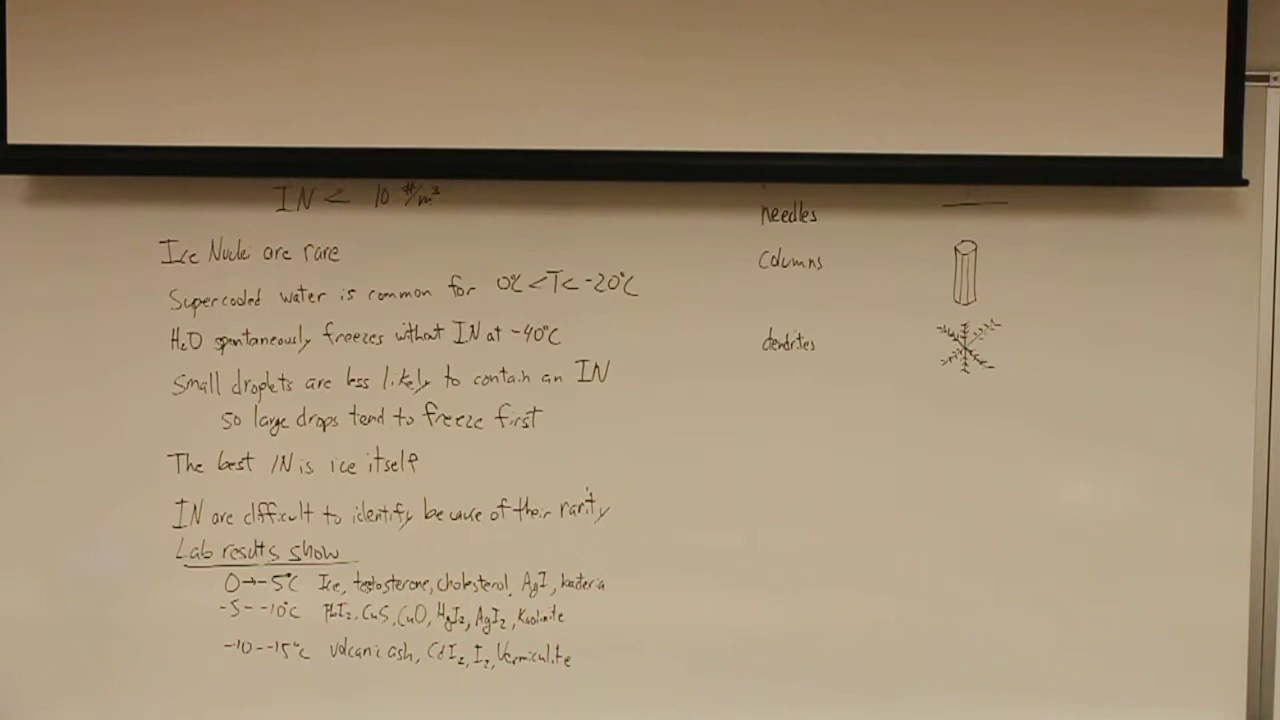 IN < 10 #/m³
Ice Nuclei are rare
Supercooled water is common for 0°C < T < -20°C
H₂O spontaneously freezes without IN at -40°C
Small droplets are less likely to contain an IN
so large drops tend to freeze first
The best IN is ice itself
IN are difficult to identify because of their rarity
Lab results show
0→-5°C Ice, testosterone, cholesterol, AgI, bacteria
-5--10°C PbI₂, CuS, CuO, HgI₂, AgI₂, Kaolinite
-10--15°C volcanic ash, CdI₂, I₂, Vermiculite
needles
columns
dendrites